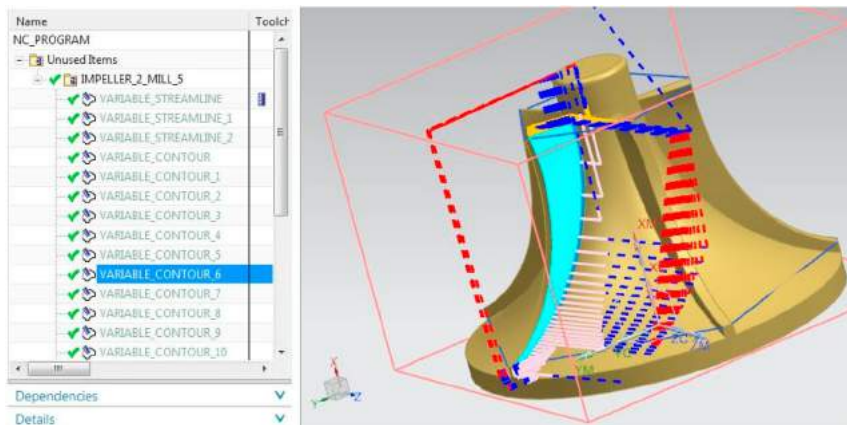 Name Toolch
NC_PROGRAM
Unused Items
IMPELLER_2_MILL_5
VARIABLE_STREAMLINE
VARIABLE_STREAMLINE_1
VARIABLE_STREAMLINE_2
VARIABLE_CONTOUR
VARIABLE_CONTOUR_1
VARIABLE_CONTOUR_2
VARIABLE_CONTOUR_3
VARIABLE_CONTOUR_4
VARIABLE_CONTOUR_5
VARIABLE_CONTOUR_6
VARIABLE_CONTOUR_7
VARIABLE_CONTOUR_8
VARIABLE_CONTOUR_9
VARIABLE_CONTOUR_10
Dependencies
Details
XM
YM
ZC
X
Y
Z